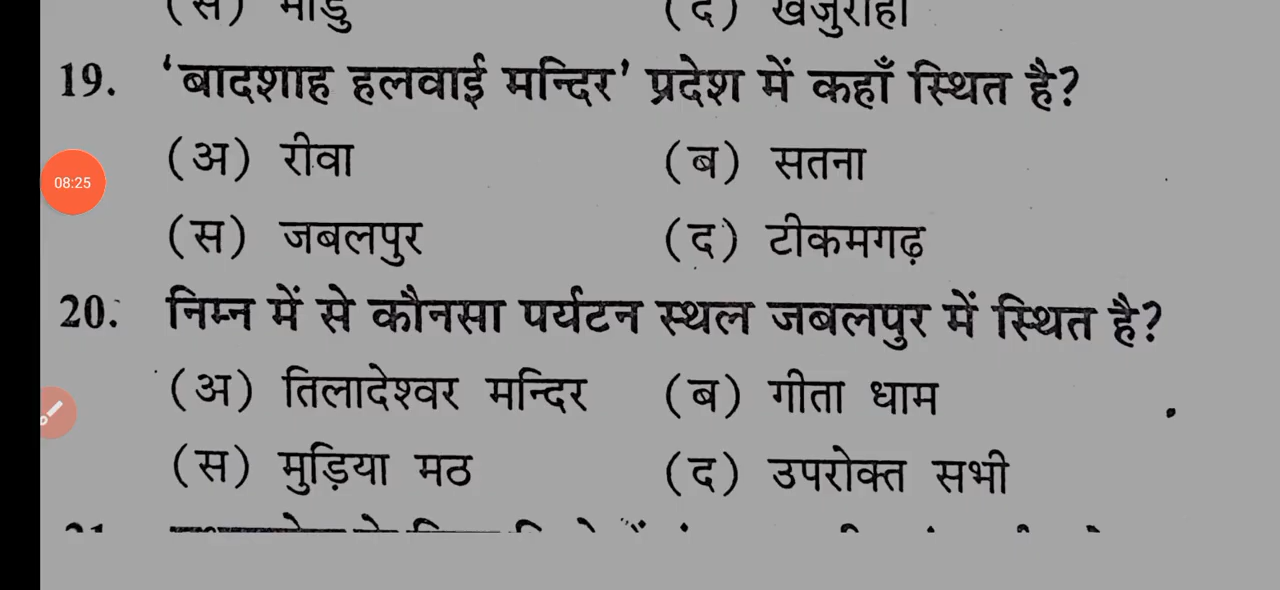 (स) मांडु (द) खजुराहो
19. 'बादशाह हलवाई मन्दिर' प्रदेश में कहाँ स्थित है?
(अ) रीवा (ब) सतना
08:25
(स) जबलपुर (द) टीकमगढ़
20. निम्न में से कौनसा पर्यटन स्थल जबलपुर में स्थित है?
(अ) तिलादेश्वर मन्दिर (ब) गीता धाम
(स) मुड़िया मठ (द) उपरोक्त सभी